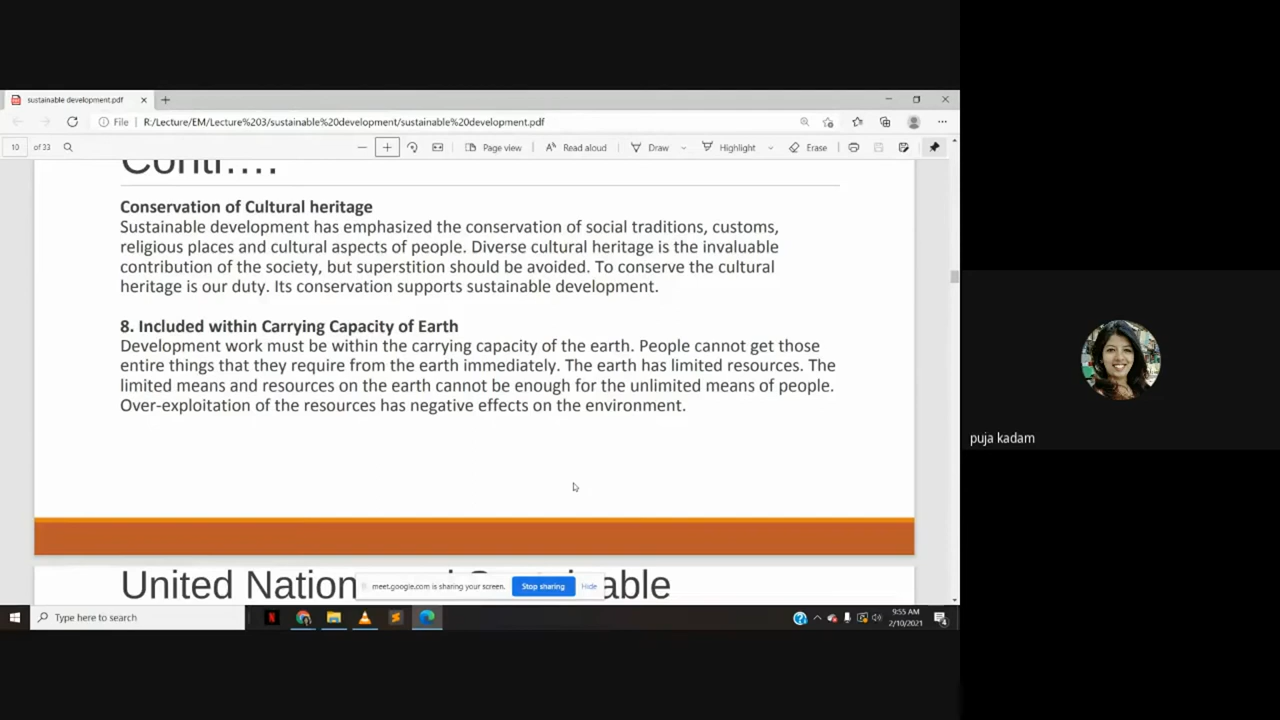 sustainable development.pdf
File
R:/Lecture/EM/Lecture%203/sustainable%20development/sustainable%20development.pdf
10 of 33
Page view
Read aloud
Draw
Highlight
Erase
Conti....
Conservation of Cultural heritage
Sustainable development has emphasized the conservation of social traditions, customs,
religious places and cultural aspects of people. Diverse cultural heritage is the invaluable
contribution of the society, but superstition should be avoided. To conserve the cultural
heritage is our duty. Its conservation supports sustainable development.
8. Included within Carrying Capacity of Earth
Development work must be within the carrying capacity of the earth. People cannot get those
entire things that they require from the earth immediately. The earth has limited resources. The
limited means and resources on the earth cannot be enough for the unlimited means of people.
Over-exploitation of the resources has negative effects on the environment.
puja kadam
United Nation
able
meet.google.com is sharing your screen.
Stop sharing
Hide
Type here to search
9:55 AM
2/10/2021
4